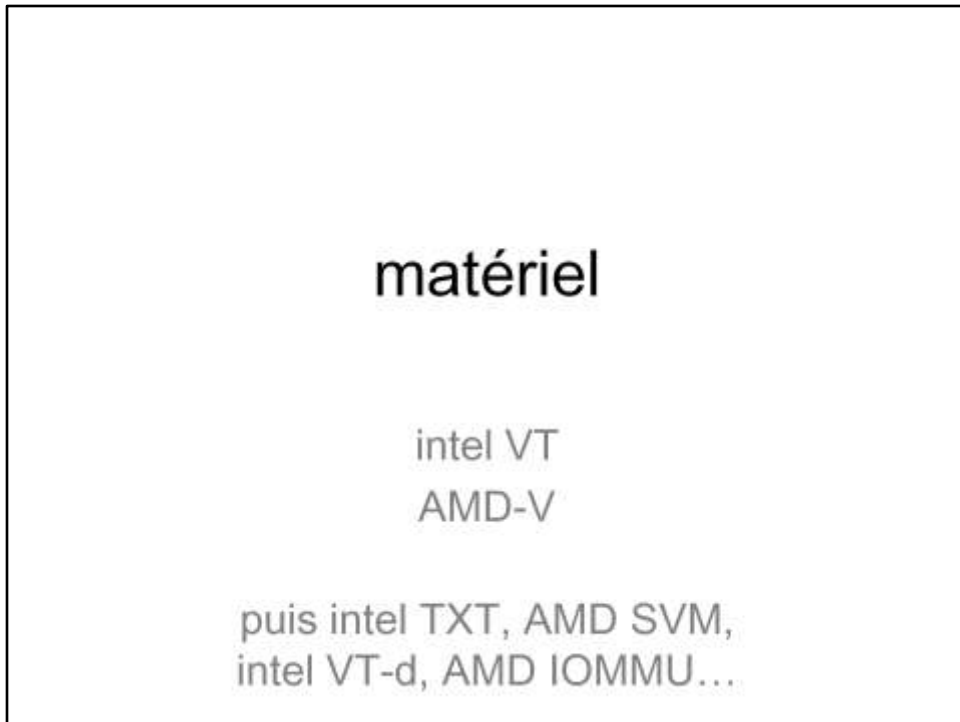 matériel
intel VT
AMD-V
puis intel TXT, AMD SVM,
intel VT-d, AMD IOMMU…